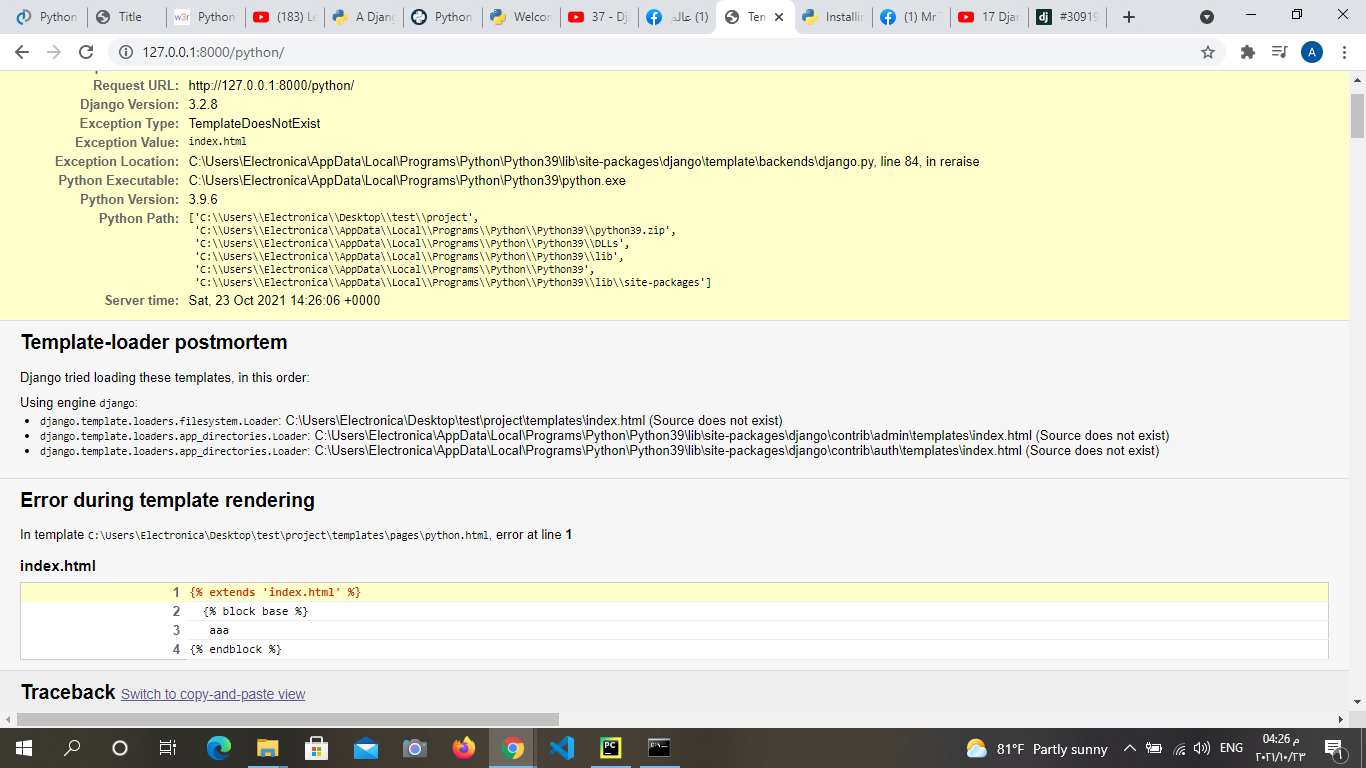 Python
Title
w3r Python
(183) Le
A Djang
Python
Welcom
37 - Dj
(1) عالم
Tem
Installin
(1) Mr
17 Djan
dj #30919
127.0.0.1:8000/python/
A
Request URL: http://127.0.0.1:8000/python/
Django Version: 3.2.8
Exception Type: TemplateDoesNotExist
Exception Value: index.html
Exception Location: C:\Users\Electronica\AppData\Local\Programs\Python\Python39\lib\site-packages\django\template\backends\django.py, line 84, in reraise
Python Executable: C:\Users\Electronica\AppData\Local\Programs\Python\Python39\python.exe
Python Version: 3.9.6
Python Path: ['C:\\Users\\Electronica\\Desktop\\test\\project',
'C:\\Users\\Electronica\\AppData\\Local\\Programs\\Python\\Python39\\python39.zip',
'C:\\Users\\Electronica\\AppData\\Local\\Programs\\Python\\Python39\\DLLs',
'C:\\Users\\Electronica\\AppData\\Local\\Programs\\Python\\Python39\\lib',
'C:\\Users\\Electronica\\AppData\\Local\\Programs\\Python\\Python39',
'C:\\Users\\Electronica\\AppData\\Local\\Programs\\Python\\Python39\\lib\\site-packages']
Server time: Sat, 23 Oct 2021 14:26:06 +0000
Template-loader postmortem
Django tried loading these templates, in this order:
Using engine django:
• django.template.loaders.filesystem.Loader: C:\Users\Electronica\Desktop\test\project\templates\index.html (Source does not exist)
• django.template.loaders.app_directories.Loader: C:\Users\Electronica\AppData\Local\Programs\Python\Python39\lib\site-packages\django\contrib\admin\templates\index.html (Source does not exist)
• django.template.loaders.app_directories.Loader: C:\Users\Electronica\AppData\Local\Programs\Python\Python39\lib\site-packages\django\contrib\auth\templates\index.html (Source does not exist)
Error during template rendering
In template C:\Users\Electronica\Desktop\test\project\templates\pages\python.html, error at line 1
index.html
1 {% extends 'index.html' %}
2 {% block base %}
3 aaa
4 {% endblock %}
Traceback Switch to copy-and-paste view
PC
81°F Partly sunny
ENG
04:26 م
٢٠٢١/١٠/٢٣
1